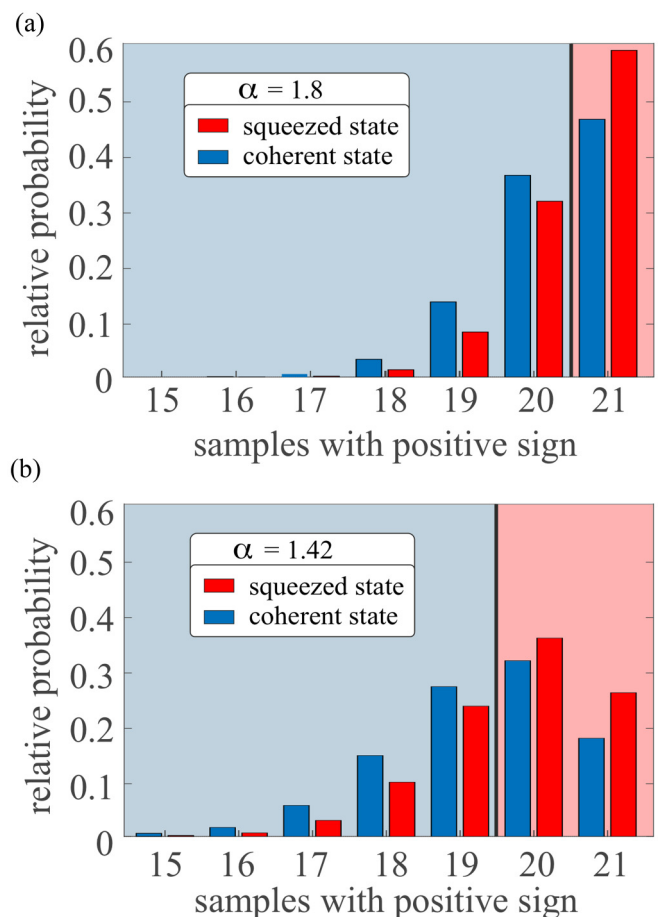 (a)
0.6
0.5
0.4
0.3
0.2
0.1
0
relative probability
α = 1.8
squeezed state
coherent state
15 16 17 18 19 20 21
samples with positive sign
(b)
0.6
0.5
0.4
0.3
0.2
0.1
0
relative probability
α = 1.42
squeezed state
coherent state
15 16 17 18 19 20 21
samples with positive sign